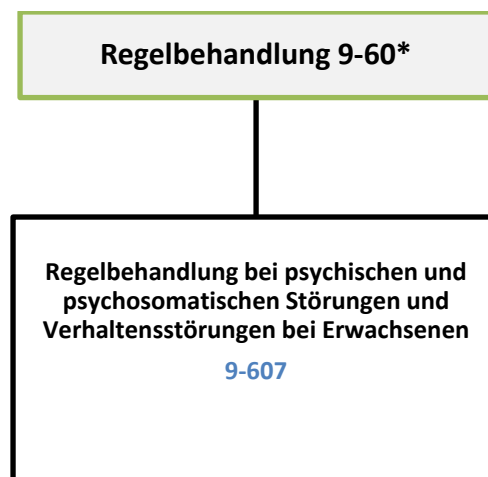 Regelbehandlung 9-60*
Regelbehandlung bei psychischen und
psychosomatischen Störungen und
Verhaltensstörungen bei Erwachsenen
9-607